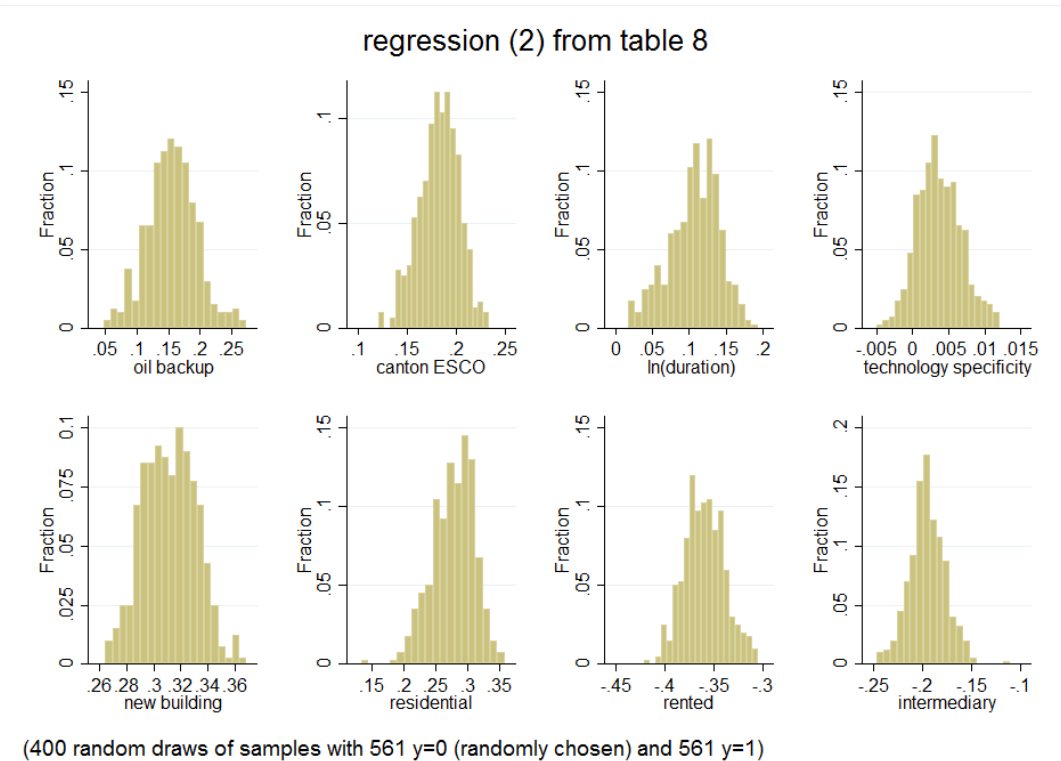 regression (2) from table 8
Fraction
0 .05 .1 .15
.05 .1 .15 .2 .25
oil backup
Fraction
0 .05 .1
.1 .15 .2 .25
canton ESCO
Fraction
0 .05 .1 .15
0 .05 .1 .15 .2
ln(duration)
Fraction
0 .05 .1 .15
-.005 0 .005 .01 .015
technology specificity
Fraction
0 .025 .05 .075 0.1
.26 .28 .3 .32 .34 .36
new building
Fraction
0 .05 .1 .15
.15 .2 .25 .3 .35
residential
Fraction
0 .05 .1 .15
-.45 -.4 -.35 -.3
rented
Fraction
0 .05 .1 .15 .2
-.25 -.2 -.15 -.1
intermediary
(400 random draws of samples with 561 y=0 (randomly chosen) and 561 y=1)